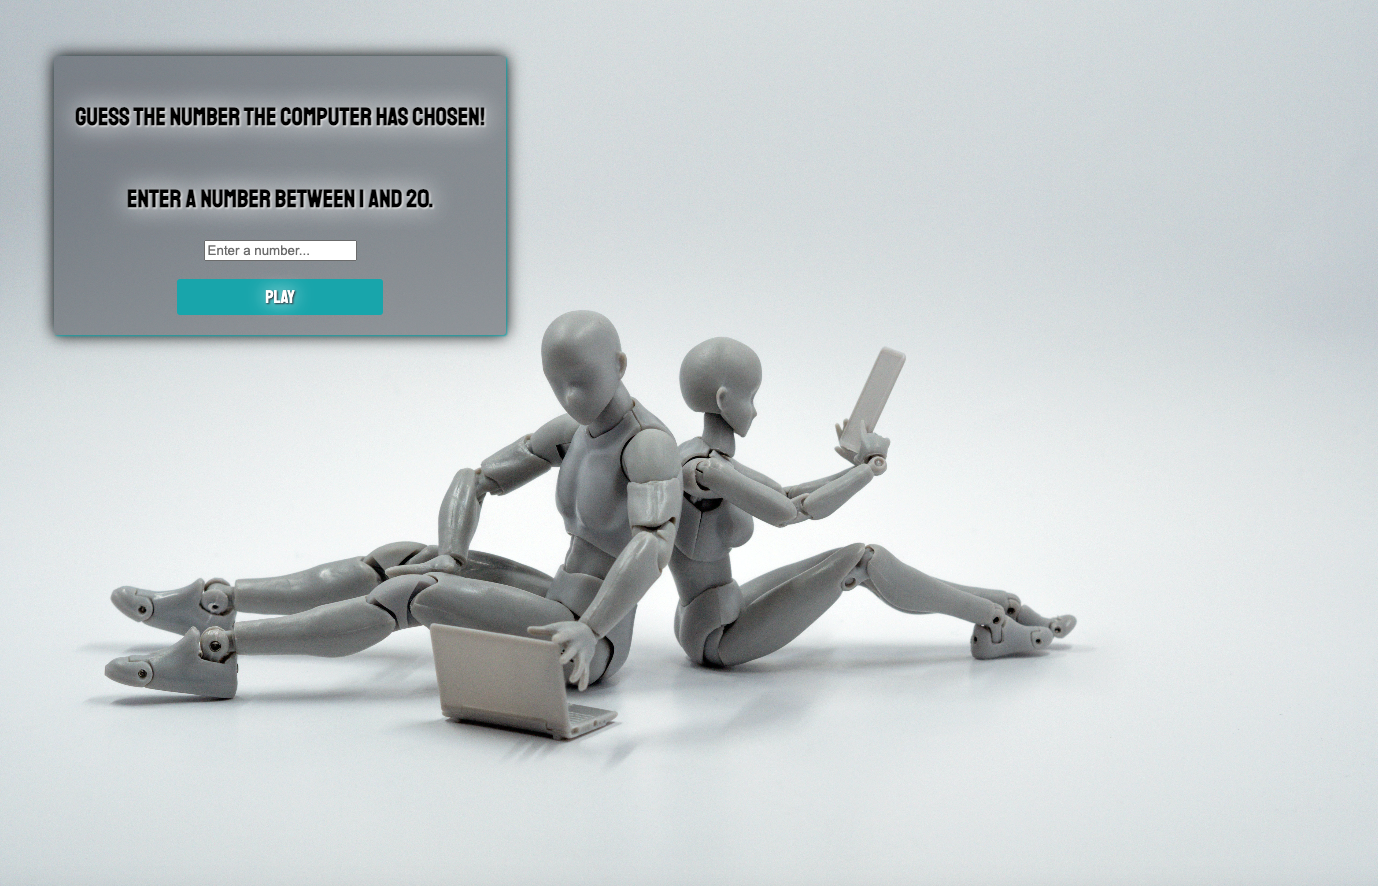 GUESS THE NUMBER THE COMPUTER HAS CHOSEN!
ENTER A NUMBER BETWEEN 1 AND 20.
Enter a number...
PLAY